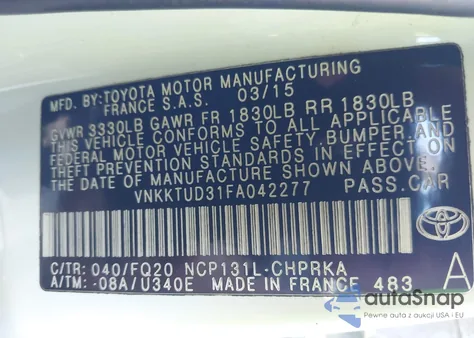 MFD. BY: TOYOTA MOTOR MANUFACTURING
FRANCE S.A.S. 03/15
GVWR 3330LB GAWR FR 1830LB RR 1830LB
THIS VEHICLE CONFORMS TO ALL APPLICABLE
FEDERAL MOTOR VEHICLE SAFETY, BUMPER, AND
THEFT PREVENTION STANDARDS IN EFFECT ON
THE DATE OF MANUFACTURE SHOWN ABOVE.
VNKKTUD31FA042277 PASS.CAR
TOYOTA
C/TR: 040/FQ20 NCP131L-CHPRKA
A/TM: -08A/U340E MADE IN FRANCE 483
A
autoSnap
Pewne auta z aukcji USA i EU